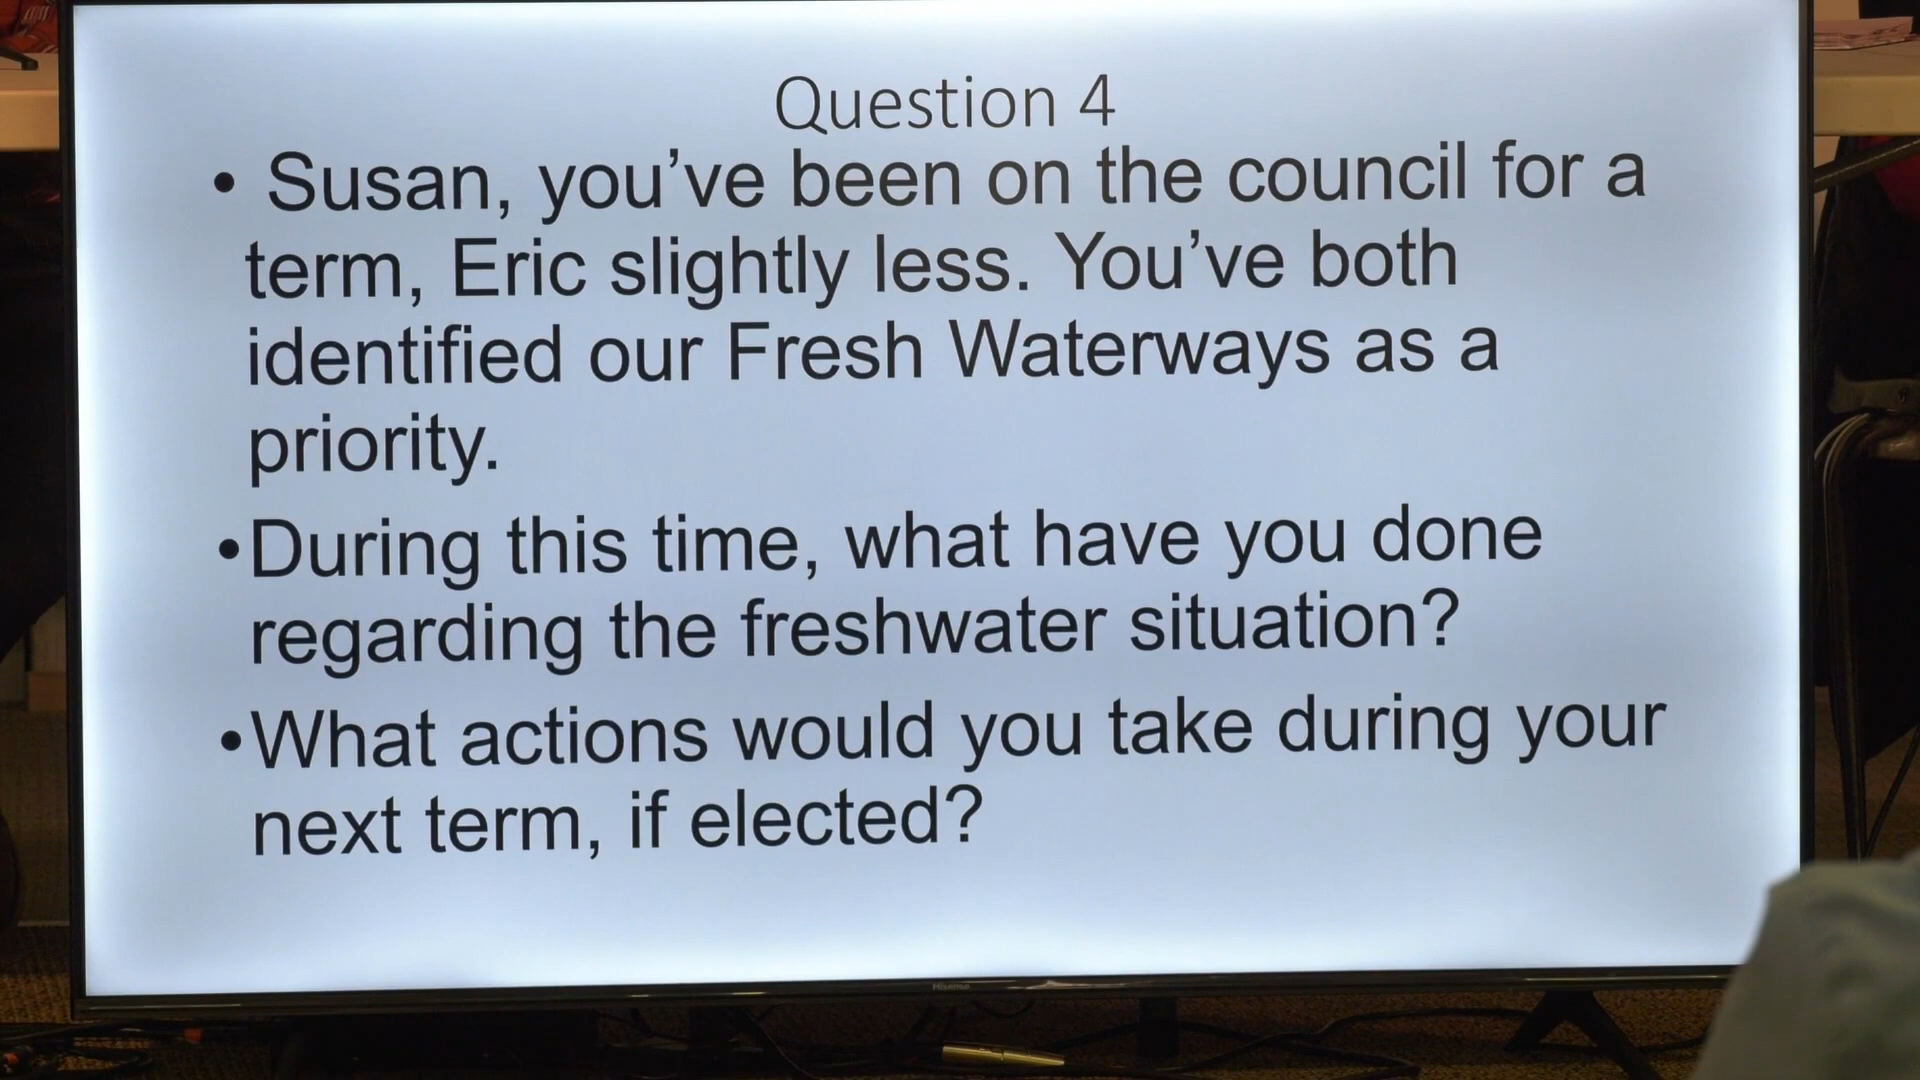 Question 4
• Susan, you’ve been on the council for a
term, Eric slightly less. You’ve both
identified our Fresh Waterways as a
priority.
•During this time, what have you done
regarding the freshwater situation?
•What actions would you take during your
next term, if elected?
Hisense